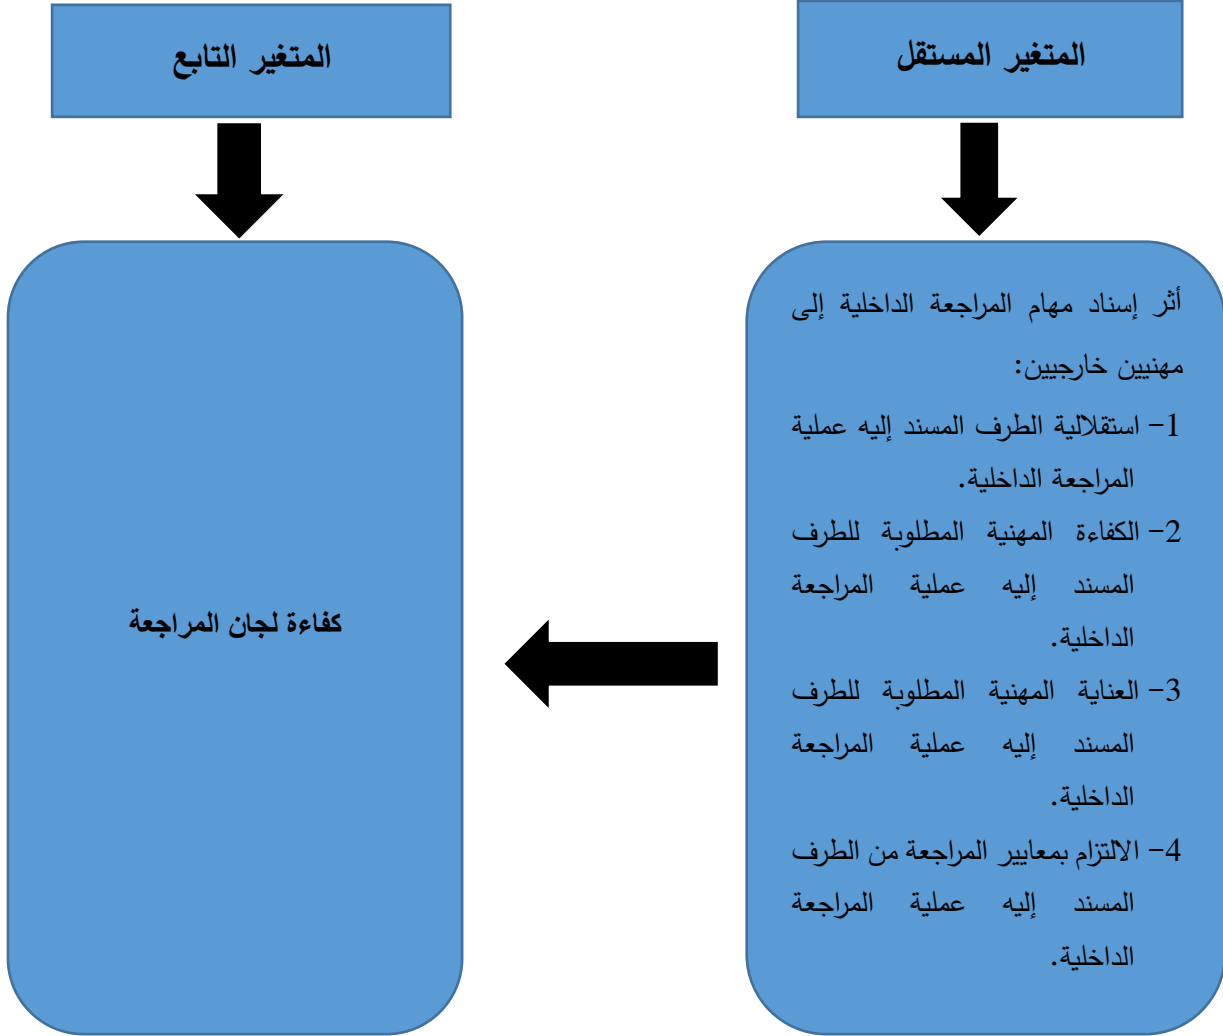 المتغير المستقل
المتغير التابع
أثر إسناد مهام المراجعة الداخلية إلى
مهنيين خارجيين:
1- استقلالية الطرف المسند إليه عملية
المراجعة الداخلية.
2- الكفاءة المهنية المطلوبة للطرف
المسند إليه عملية المراجعة
الداخلية.
3- العناية المهنية المطلوبة للطرف
المسند إليه عملية المراجعة
الداخلية.
4- الالتزام بمعايير المراجعة من الطرف
المسند إليه عملية المراجعة
الداخلية.
كفاءة لجان المراجعة